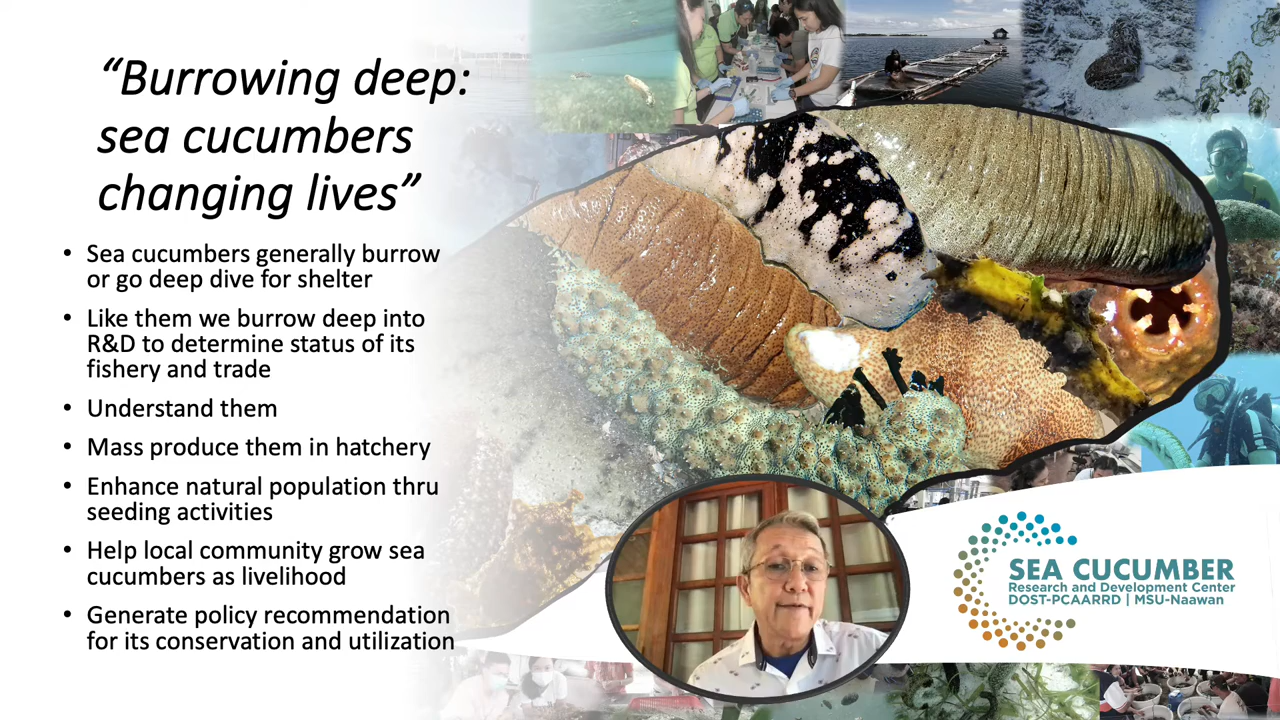 “Burrowing deep:
sea cucumbers
changing lives”
• Sea cucumbers generally burrow
or go deep dive for shelter
• Like them we burrow deep into
R&D to determine status of its
fishery and trade
• Understand them
• Mass produce them in hatchery
• Enhance natural population thru
seeding activities
• Help local community grow sea
cucumbers as livelihood
• Generate policy recommendation
for its conservation and utilization
SEA CUCUMBER
Research and Development Center
DOST-PCAARRD | MSU-Naawan